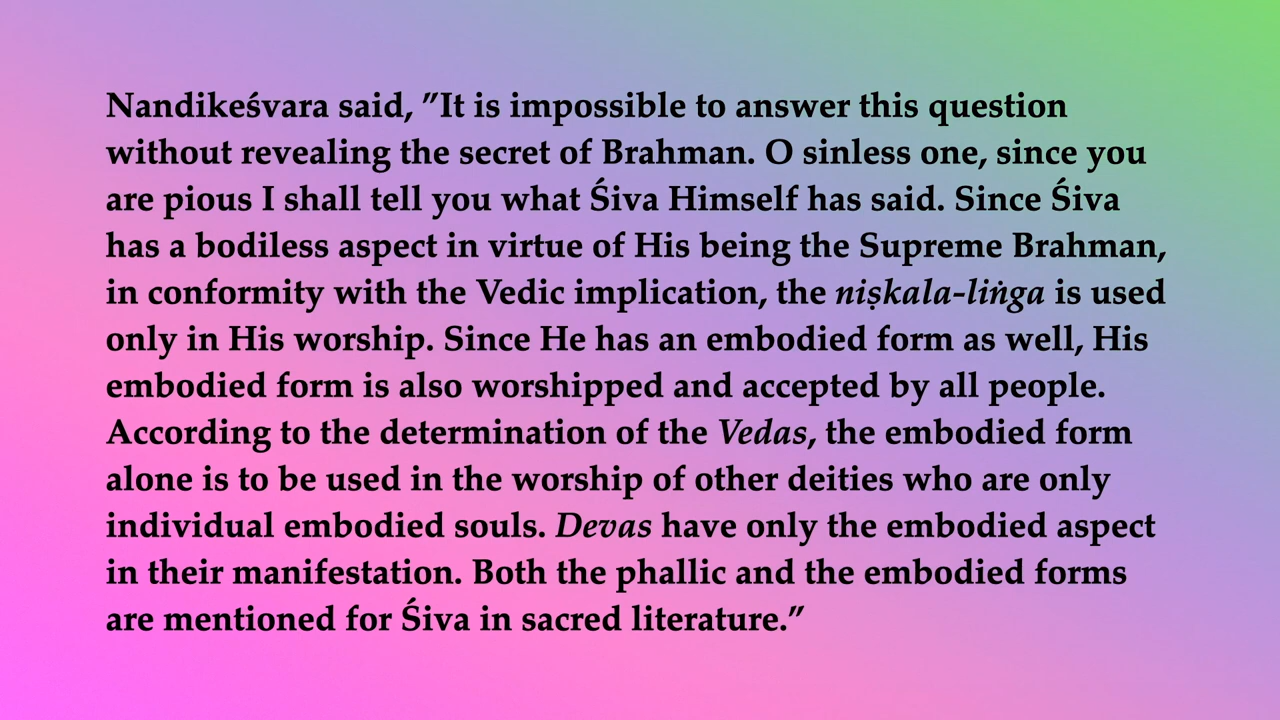 Nandikeśvara said, ”It is impossible to answer this question
without revealing the secret of Brahman. O sinless one, since you
are pious I shall tell you what Śiva Himself has said. Since Śiva
has a bodiless aspect in virtue of His being the Supreme Brahman,
in conformity with the Vedic implication, the niṣkala-liṅga is used
only in His worship. Since He has an embodied form as well, His
embodied form is also worshipped and accepted by all people.
According to the determination of the Vedas, the embodied form
alone is to be used in the worship of other deities who are only
individual embodied souls. Devas have only the embodied aspect
in their manifestation. Both the phallic and the embodied forms
are mentioned for Śiva in sacred literature.”